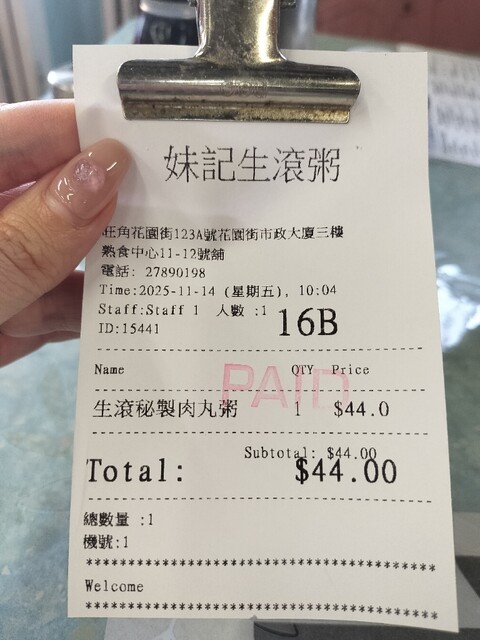 妹記生滾粥
旺角花園街123A號花園街市政大廈三樓
熟食中心11-12號舖
電話: 27890198
Time:2025-11-14 (星期五), 10:04
Staff:Staff 1 人數 :1 16B
ID:15441
Name QTY Price
PAID
生滾秘製肉丸粥 1 $44.0
Subtotal: $44.00
Total: $44.00
總數量 :1
機號:1
****************************************
Welcome
****************************************